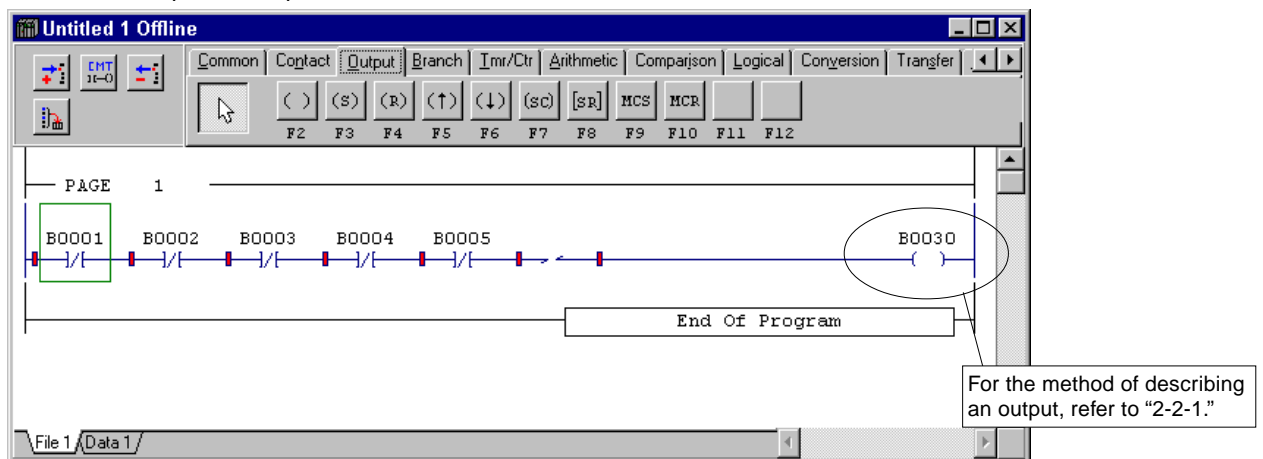 Untitled 1 Offline
CMT
Common Contact Output Branch Tmr/Ctr Arithmetic Comparison Logical Conversion Transfer
( ) (S) (R) (↑) (↓) (SC) [SR] MCS MCR
F2 F3 F4 F5 F6 F7 F8 F9 F10 F11 F12
PAGE 1
B0001 B0002 B0003 B0004 B0005 B0030
End Of Program
For the method of describing
an output, refer to “2-2-1.”
File 1 Data 1